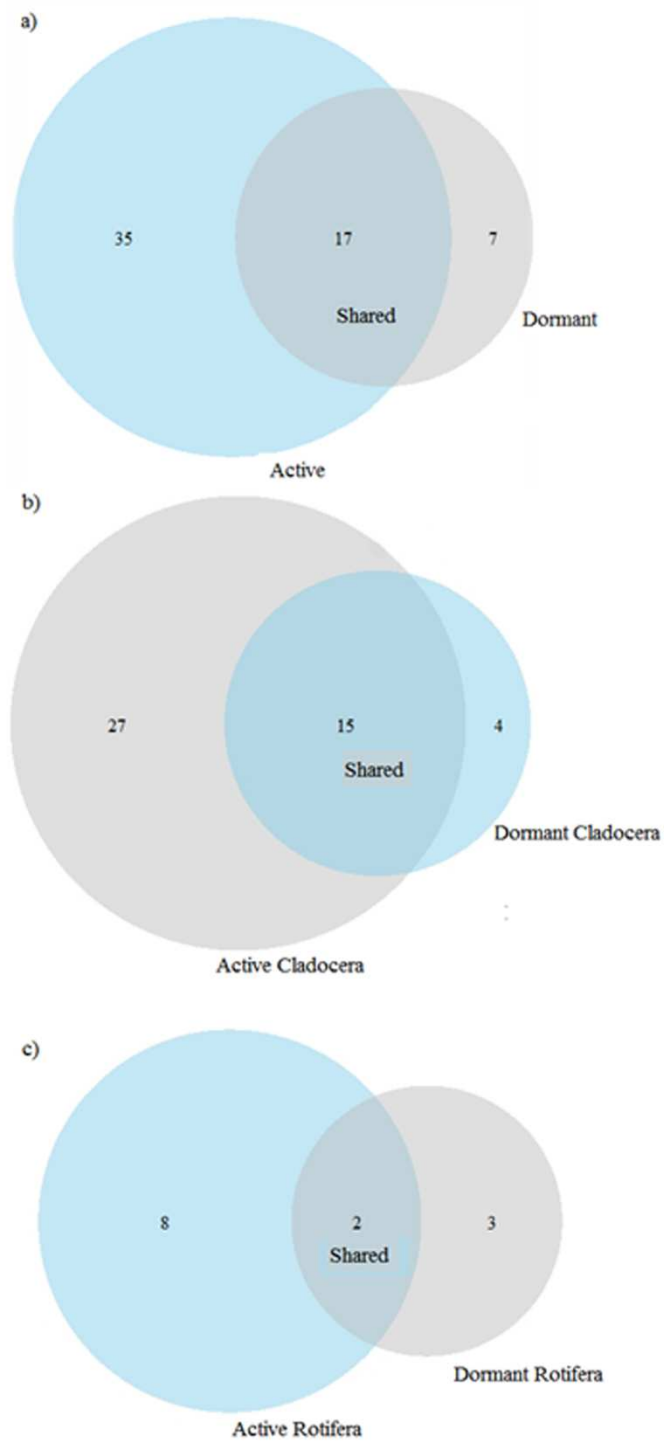 a)
35
17
7
Shared
Dormant
Active
b)
27
15
4
Shared
Dormant Cladocera
:
Active Cladocera
c)
8
2
3
Shared
Dormant Rotifera
Active Rotifera